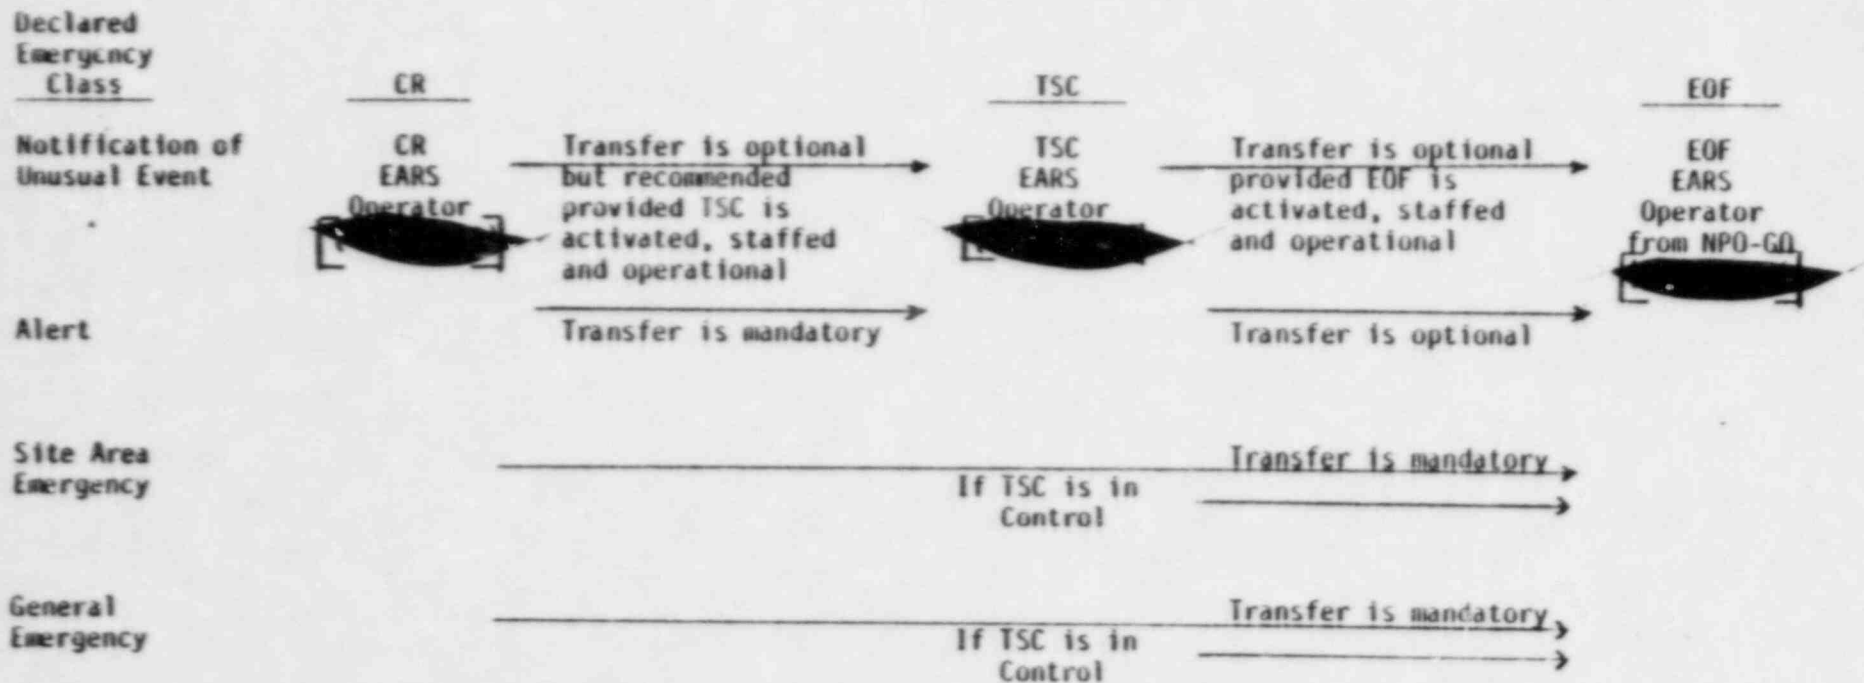 Declared
Emergency
Class
CR
TSC
EOF
Notification of
Unusual Event
CR
EARS
Operator
Transfer is optional
but recommended
provided TSC is
activated, staffed
and operational
TSC
EARS
Operator
Transfer is optional
provided EOF is
activated, staffed
and operational
EOF
EARS
Operator
from NPO-GO
Alert
Transfer is mandatory
Transfer is optional
Site Area
Emergency
If TSC is in
Control
Transfer is mandatory
General
Emergency
If TSC is in
Control
Transfer is mandatory